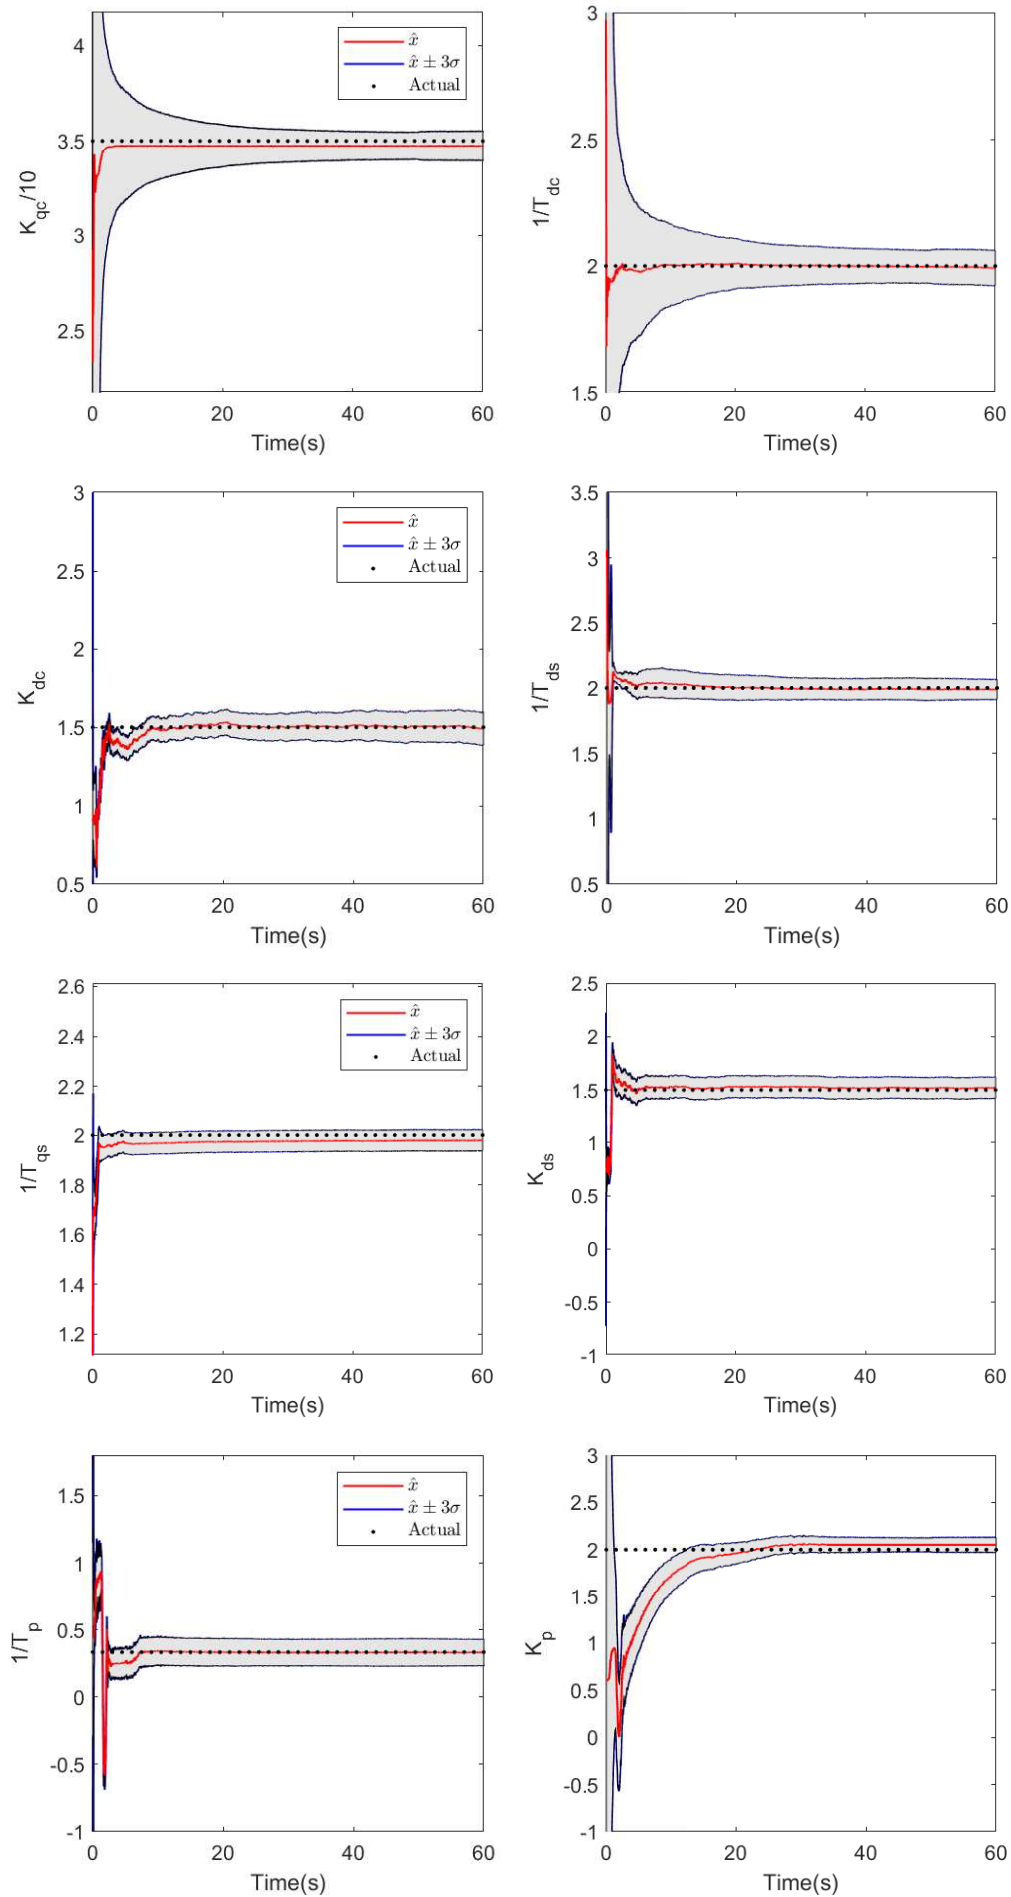 4
3.5
3
2.5
K_qc/10
0 20 40 60
Time(s)
x̂
x̂ ± 3σ
Actual
3
2.5
2
1.5
1/T_dc
0 20 40 60
Time(s)
3
2.5
2
1.5
1
0.5
K_dc
0 20 40 60
Time(s)
x̂
x̂ ± 3σ
Actual
3.5
3
2.5
2
1.5
1
0.5
1/T_ds
0 20 40 60
Time(s)
2.6
2.4
2.2
2
1.8
1.6
1.4
1.2
1/T_qs
0 20 40 60
Time(s)
x̂
x̂ ± 3σ
Actual
2.5
2
1.5
1
0.5
0
-0.5
-1
K_ds
0 20 40 60
Time(s)
1.5
1
0.5
0
-0.5
-1
1/T_p
0 20 40 60
Time(s)
x̂
x̂ ± 3σ
Actual
3
2.5
2
1.5
1
0.5
0
-0.5
-1
K_p
0 20 40 60
Time(s)